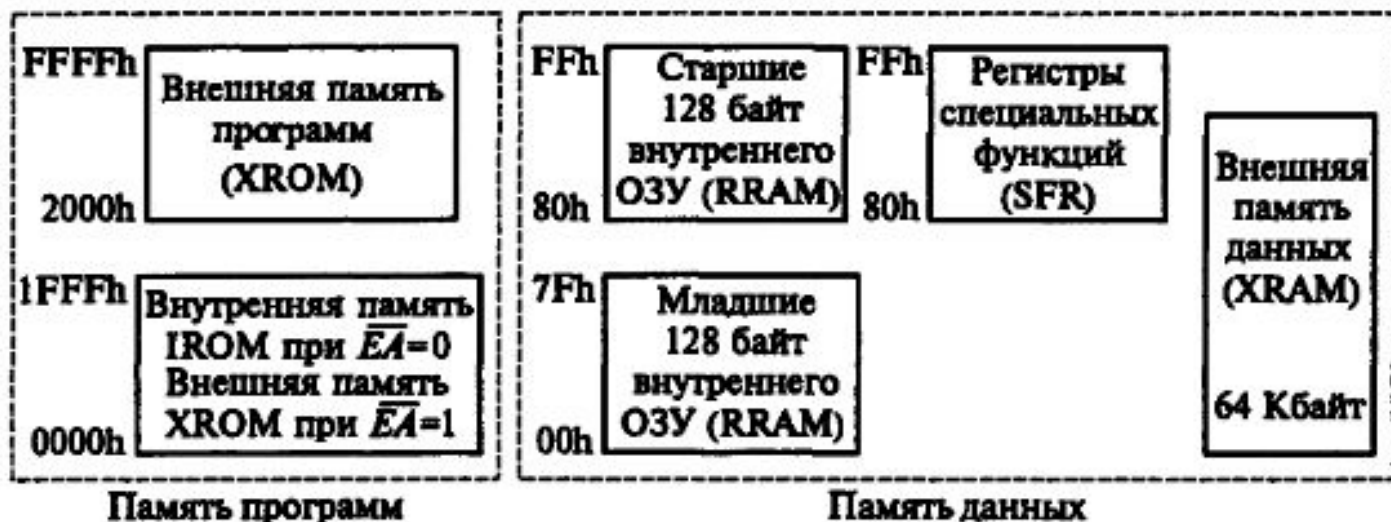 FFFFh
Внешняя память
программ
(XROM)
2000h
1FFFh
Внутренняя память
IROM при E̅A̅=0
Внешняя память
XROM при E̅A̅=1
0000h
Память программ
FFh
Старшие
128 байт
внутреннего
ОЗУ (RRAM)
80h
FFh
Регистры
специальных
функций
(SFR)
80h
7Fh
Младшие
128 байт
внутреннего
ОЗУ (RRAM)
00h
Внешняя
память
данных
(XRAM)
64 Кбайт
Память данных